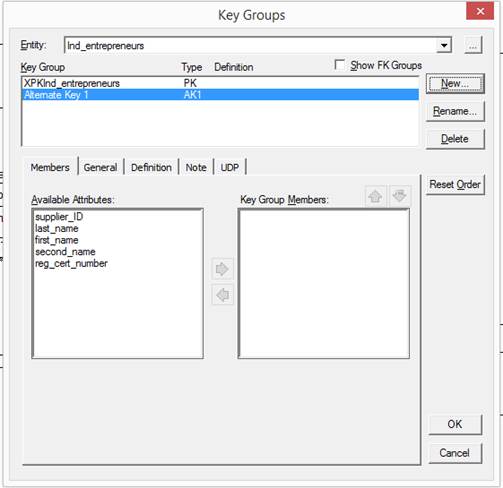 Key Groups
Entity: Ind_entrepreneurs ...
Key Group Type Definition Show FK Groups
XPKInd_entrepreneurs PK
Alternate Key 1 AK1
New...
Rename...
Delete
Members General Definition Note UDP
Reset Order
Available Attributes: Key Group Members:
supplier_ID
last_name
first_name
second_name
reg_cert_number
OK
Cancel